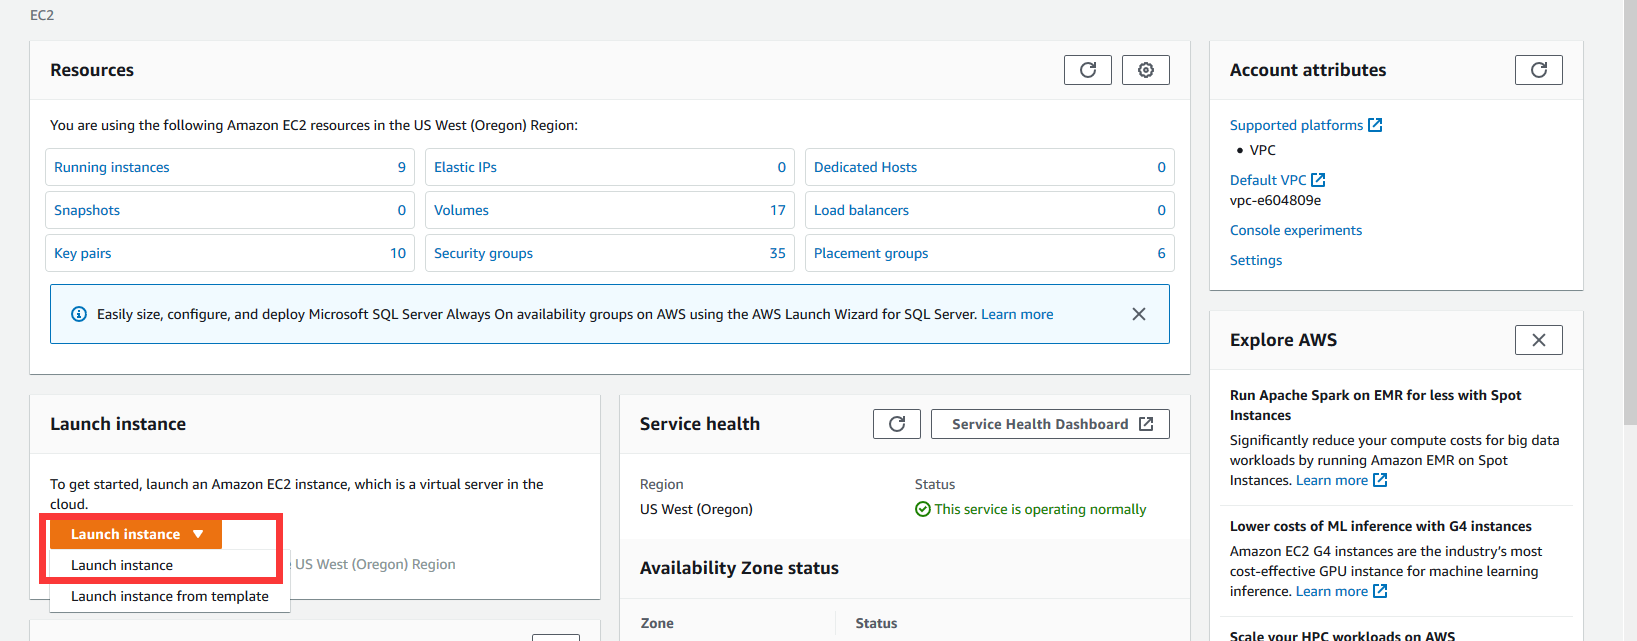 EC2
Resources
You are using the following Amazon EC2 resources in the US West (Oregon) Region:
Running instances 9
Elastic IPs 0
Dedicated Hosts 0
Snapshots 0
Volumes 17
Load balancers 0
Key pairs 10
Security groups 35
Placement groups 6
Easily size, configure, and deploy Microsoft SQL Server Always On availability groups on AWS using the AWS Launch Wizard for SQL Server. Learn more
Launch instance
To get started, launch an Amazon EC2 instance, which is a virtual server in the
cloud.
Launch instance
Launch instance
US West (Oregon) Region
Launch instance from template
Service health
Service Health Dashboard
Region
Status
US West (Oregon)
This service is operating normally
Availability Zone status
Zone
Status
Account attributes
Supported platforms
• VPC
Default VPC
vpc-e604809e
Console experiments
Settings
Explore AWS
Run Apache Spark on EMR for less with Spot
Instances
Significantly reduce your compute costs for big data
workloads by running Amazon EMR on Spot
Instances. Learn more
Lower costs of ML inference with G4 instances
Amazon EC2 G4 instances are the industry's most
cost-effective GPU instance for machine learning
inference. Learn more
Scale your HPC workloads on AWS